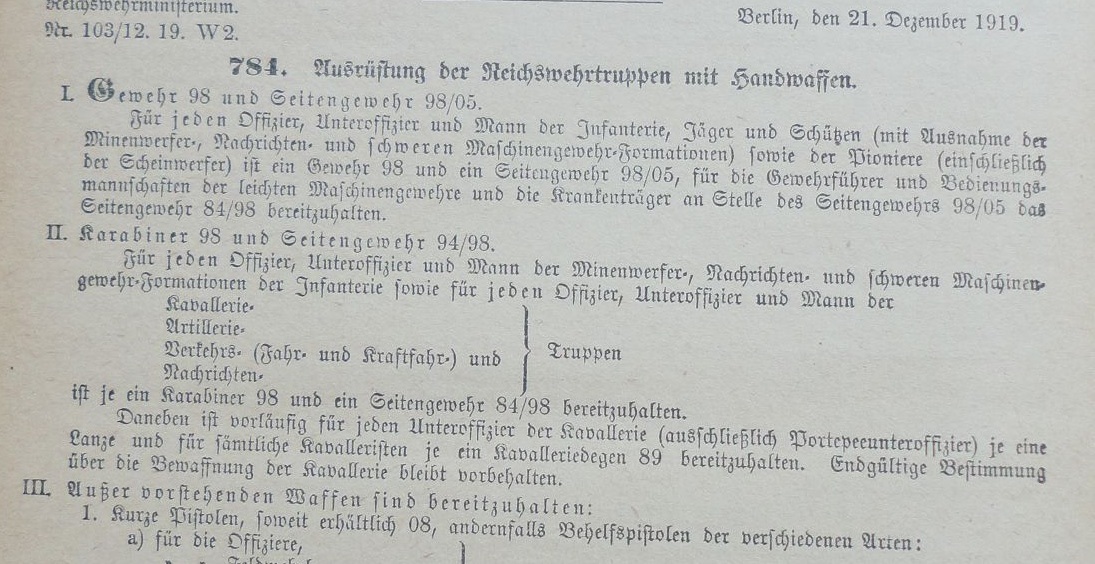 Reichswehrministerium.
Berlin, den 21. Dezember 1919.
Nr. 103/12. 19. W 2.
784. Ausrüstung der Reichswehrtruppen mit Handwaffen.
I. Gewehr 98 und Seitengewehr 98/05.
Für jeden Offizier, Unteroffizier und Mann der Infanterie, Jäger und Schützen (mit Ausnahme der
Minenwerfer-, Nachrichten- und schweren Maschinengewehr-Formationen) sowie der Pioniere (einschließlich
der Scheinwerfer) ist ein Gewehr 98 und ein Seitengewehr 98/05, für die Gewehrführer und Bedienungs-
mannschaften der leichten Maschinengewehre und die Krankenträger an Stelle des Seitengewehrs 98/05 das
Seitengewehr 84/98 bereitzuhalten.
II. Karabiner 98 und Seitengewehr 94/98.
Für jeden Offizier, Unteroffizier und Mann der Minenwerfer-, Nachrichten- und schweren Maschinen-
gewehr-Formationen der Infanterie sowie für jeden Offizier, Unteroffizier und Mann der
Kavallerie-
Artillerie-
Verkehrs- (Fahr- und Kraftfahr-) und
Nachrichten-
Truppen
ist je ein Karabiner 98 und ein Seitengewehr 84/98 bereitzuhalten.
Daneben ist vorläufig für jeden Unteroffizier der Kavallerie (ausschließlich Portepeeunteroffizier) je eine
Lanze und für sämtliche Kavalleristen je ein Kavalleriedegen 89 bereitzuhalten. Endgültige Bestimmung
über die Bewaffnung der Kavallerie bleibt vorbehalten.
III. Außer vorstehenden Waffen sind bereitzuhalten:
1. Kurze Pistolen, soweit erhältlich 08, andernfalls Behelfspistolen der verschiedenen Arten:
a) für die Offiziere,